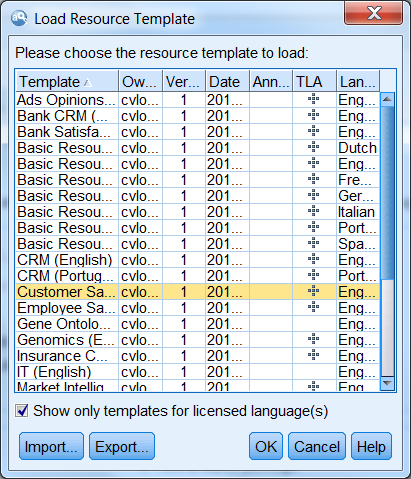 Load Resource Template
Please choose the resource template to load:
Template Ow... Ver... Date Ann... TLA Lan...
Ads Opinions... cvlo... 1 201... Eng...
Bank CRM (... cvlo... 1 201... Eng...
Bank Satisfa... cvlo... 1 201... Eng...
Basic Resou... cvlo... 1 201... Dutch
Basic Resou... cvlo... 1 201... Eng...
Basic Resou... cvlo... 1 201... Fre...
Basic Resou... cvlo... 1 201... Ger...
Basic Resou... cvlo... 1 201... Italian
Basic Resou... cvlo... 1 201... Port...
Basic Resou... cvlo... 1 201... Spa...
CRM (English) cvlo... 1 201... Eng...
CRM (Portug... cvlo... 1 201... Port...
Customer Sa... cvlo... 1 201... Eng...
Employee Sa... cvlo... 1 201... Eng...
Gene Ontolo... cvlo... 1 201... Eng...
Genomics (E... cvlo... 1 201... Eng...
Insurance C... cvlo... 1 201... Eng...
IT (English) cvlo... 1 201... Eng...
Market Intellig... cvlo... 1 201... Eng...
Show only templates for licensed language(s)
Import... Export... OK Cancel Help